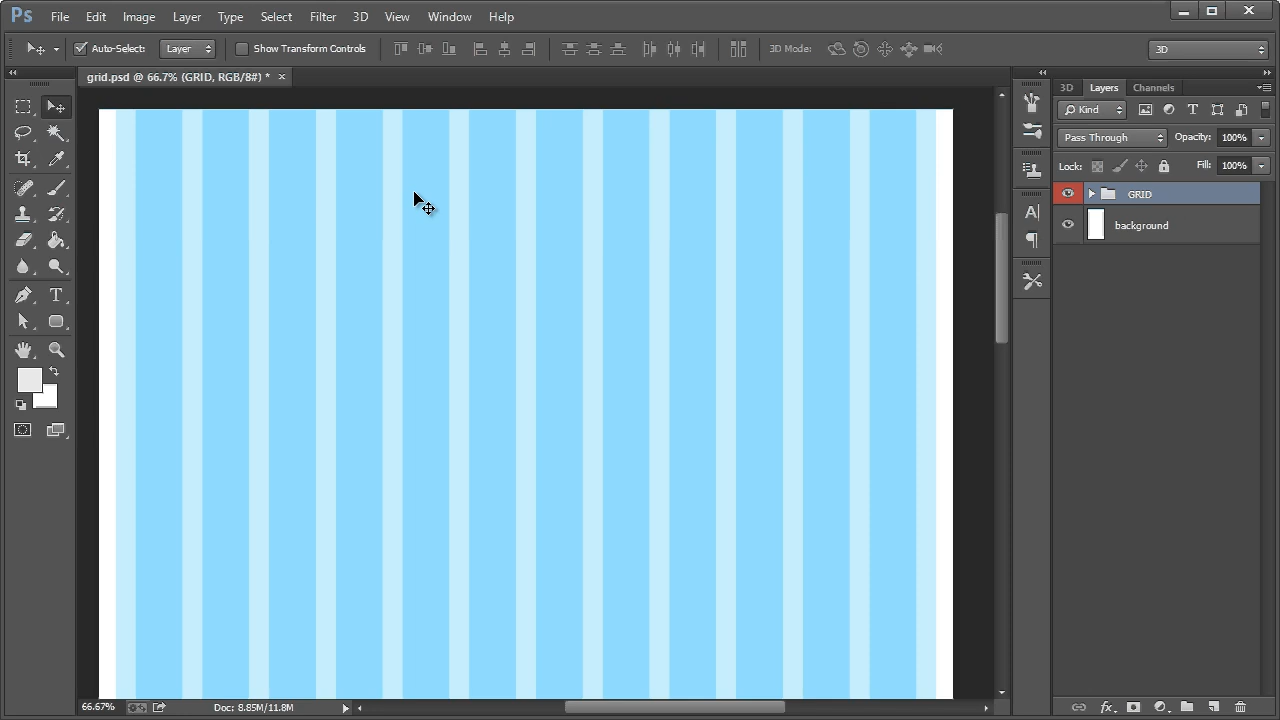 Ps File Edit Image Layer Type Select Filter 3D View Window Help
Auto-Select: Layer Show Transform Controls 3D Mode: 3D
grid.psd @ 66.7% (GRID, RGB/8#) * ×
3D Layers Channels
Kind
Pass Through Opacity: 100%
Lock: Fill: 100%
GRID
background
66.67% Doc: 8.85M/11.8M